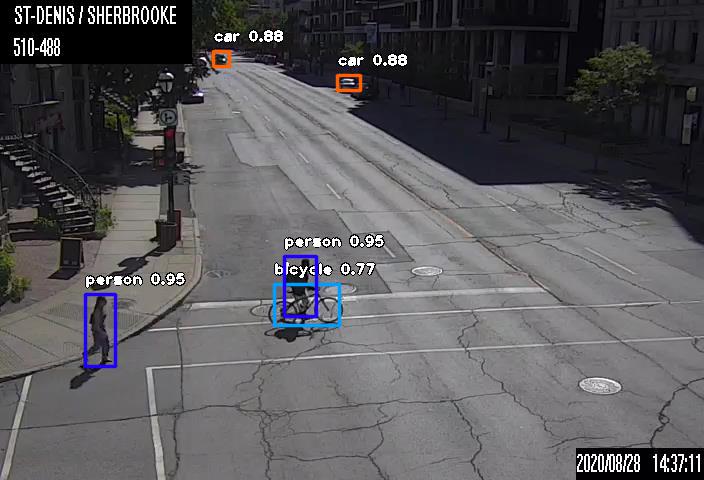 ST-DENIS / SHERBROOKE
510-488
car 0.88
car 0.88
person 0.95
bicycle 0.77
person 0.95
2020/08/28 14:37:11